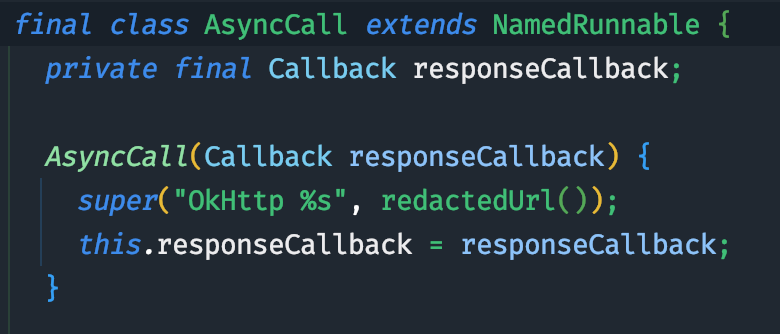 final class AsyncCall extends NamedRunnable {
private final Callback responseCallback;
AsyncCall(Callback responseCallback) {
super("OkHttp %s", redactedUrl());
this.responseCallback = responseCallback;
}